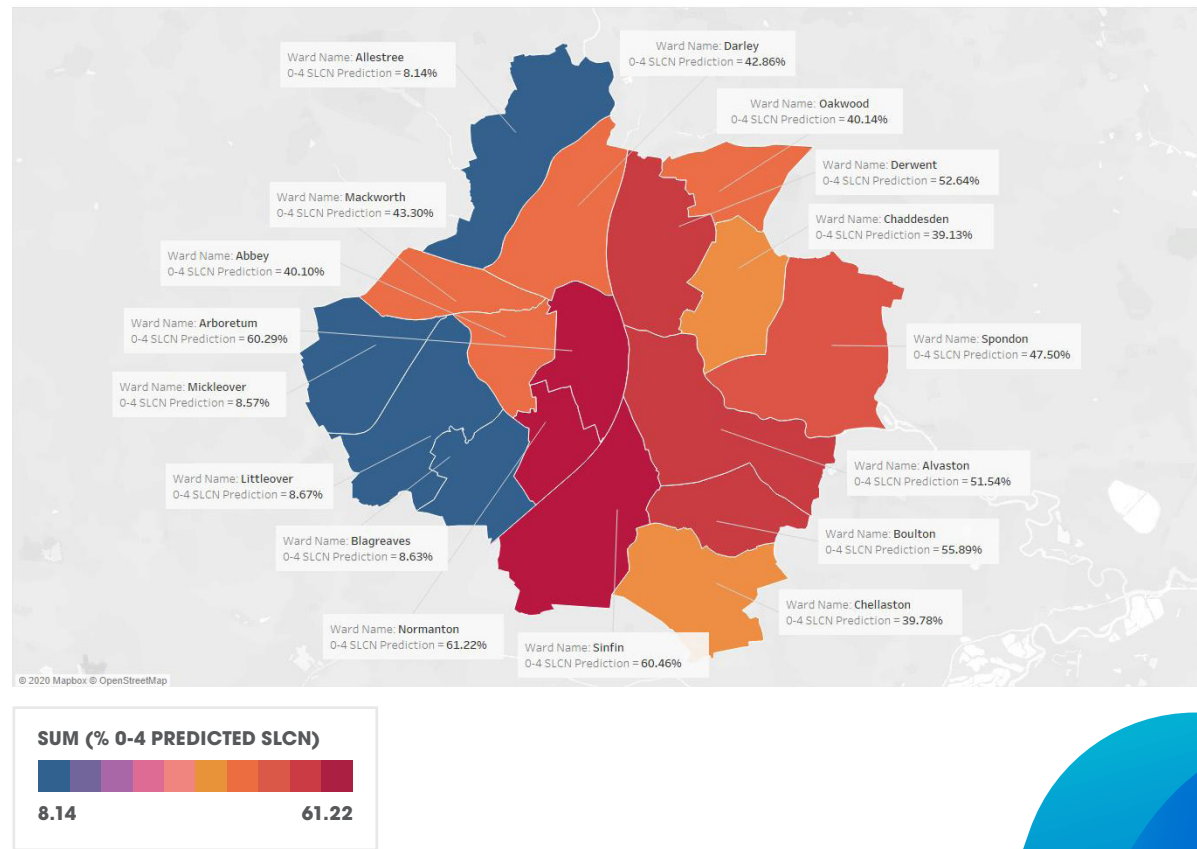 Ward Name: Allestree
0-4 SLCN Prediction = 8.14%
Ward Name: Darley
0-4 SLCN Prediction = 42.86%
Ward Name: Oakwood
0-4 SLCN Prediction = 40.14%
Ward Name: Derwent
0-4 SLCN Prediction = 52.64%
Ward Name: Mackworth
0-4 SLCN Prediction = 43.30%
Ward Name: Chaddesden
0-4 SLCN Prediction = 39.13%
Ward Name: Abbey
0-4 SLCN Prediction = 40.10%
Ward Name: Arboretum
0-4 SLCN Prediction = 60.29%
Ward Name: Spondon
0-4 SLCN Prediction = 47.50%
Ward Name: Mickleover
0-4 SLCN Prediction = 8.57%
Ward Name: Littleover
0-4 SLCN Prediction = 8.67%
Ward Name: Alvaston
0-4 SLCN Prediction = 51.54%
Ward Name: Blagreaves
0-4 SLCN Prediction = 8.63%
Ward Name: Boulton
0-4 SLCN Prediction = 55.89%
Ward Name: Chellaston
0-4 SLCN Prediction = 39.78%
Ward Name: Normanton
0-4 SLCN Prediction = 61.22%
Ward Name: Sinfin
0-4 SLCN Prediction = 60.46%
© 2020 Mapbox © OpenStreetMap
SUM (% 0-4 PREDICTED SLCN)
8.14 61.22